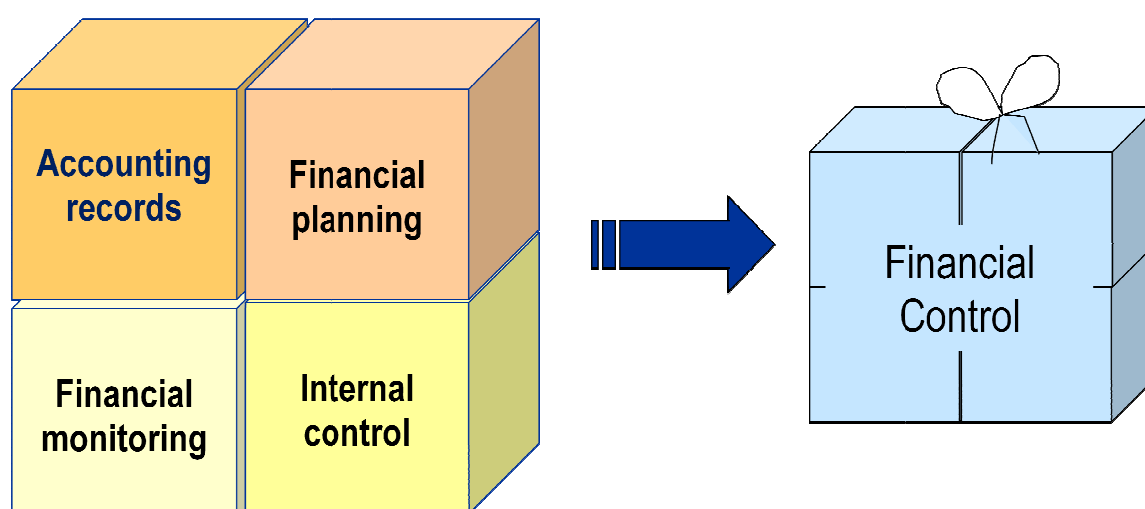 Accounting
records
Financial
planning
Financial
monitoring
Internal
control
Financial
Control